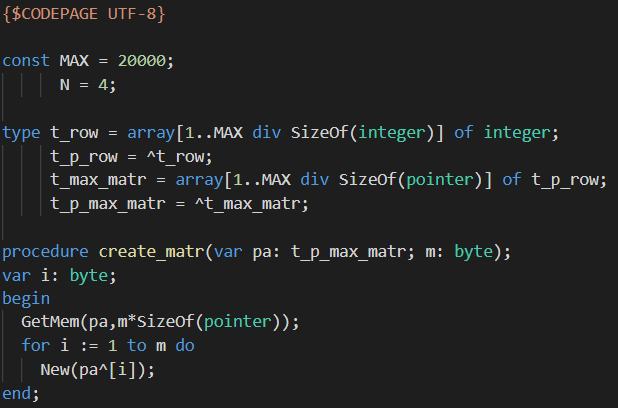 {$CODEPAGE UTF-8}
const MAX = 20000;
N = 4;
type t_row = array[1..MAX div SizeOf(integer)] of integer;
t_p_row = ^t_row;
t_max_matr = array[1..MAX div SizeOf(pointer)] of t_p_row;
t_p_max_matr = ^t_max_matr;
procedure create_matr(var pa: t_p_max_matr; m: byte);
var i: byte;
begin
GetMem(pa,m*SizeOf(pointer));
for i := 1 to m do
New(pa^[i]);
end;